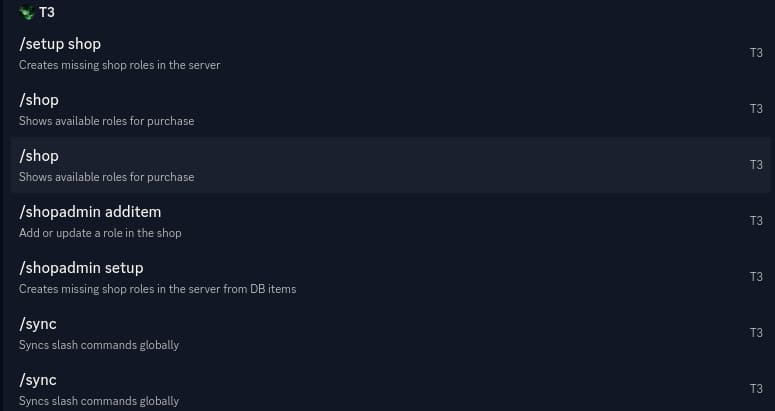 T3
/setup shop
Creates missing shop roles in the server
T3
/shop
Shows available roles for purchase
T3
/shop
Shows available roles for purchase
T3
/shopadmin additem
Add or update a role in the shop
T3
/shopadmin setup
Creates missing shop roles in the server from DB items
T3
/sync
Syncs slash commands globally
T3
/sync
Syncs slash commands globally
T3